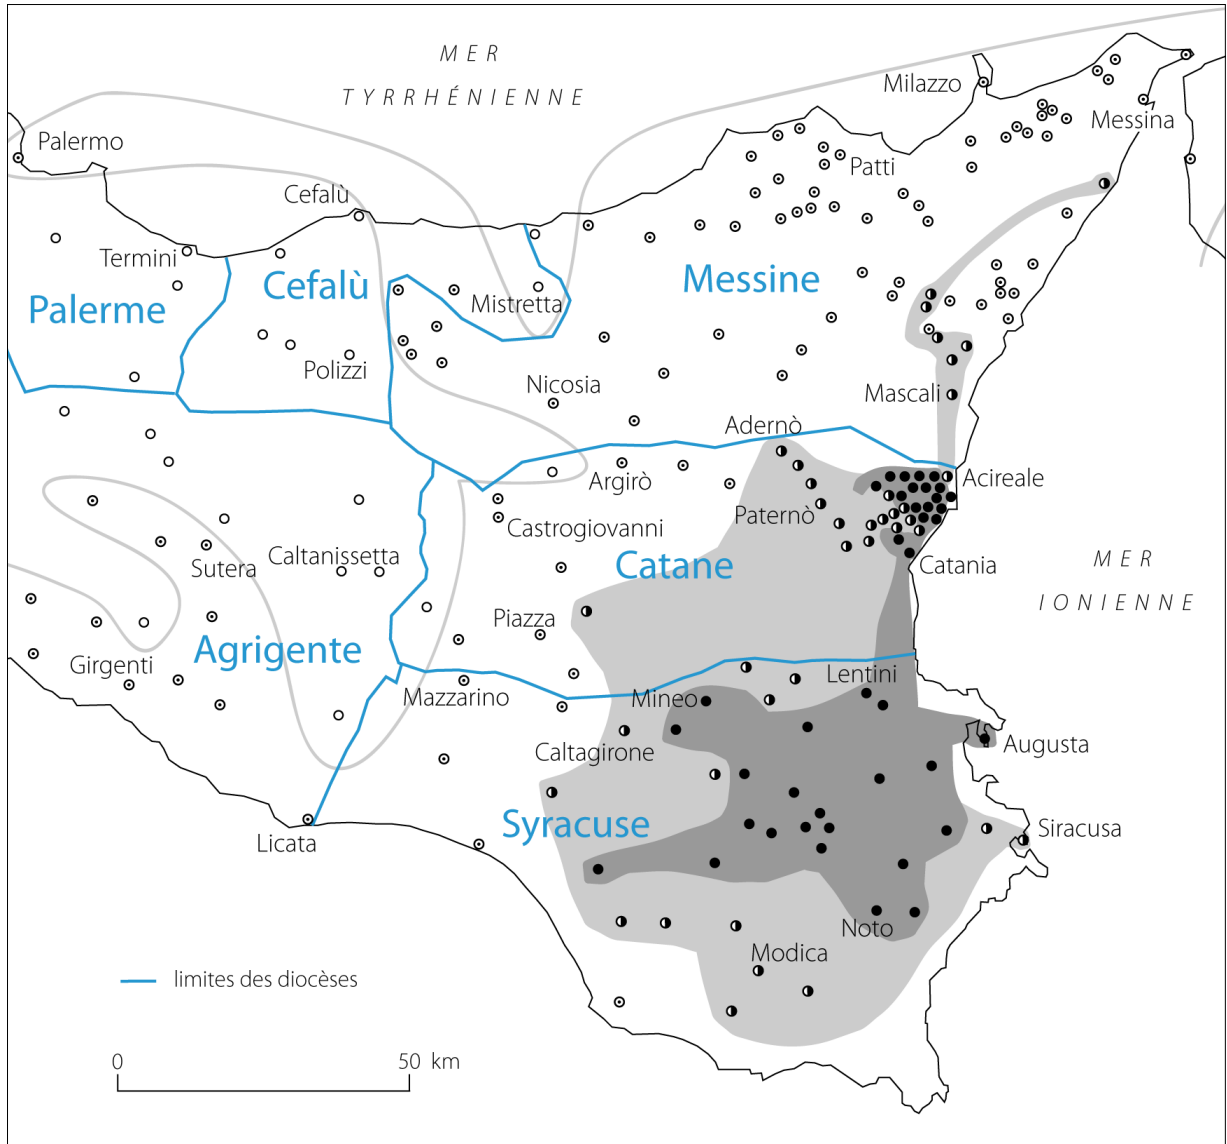 MER
TYRRHÉNIENNE
Milazzo
Messina
Palermo
Patti
Cefalù
Termini
Cefalù
Messine
Palerme
Mistretta
Polizzi
Nicosia
Mascali
Adernò
Argirò
Acireale
Paternò
Castrogiovanni
Caltanissetta
Sutera
Catane
Catania
MER
IONIENNE
Piazza
Agrigente
Girgenti
Lentini
Mazzarino
Mineo
Caltagirone
Augusta
Syracuse
Siracusa
Licata
Noto
Modica
limites des diocèses
0 50 km